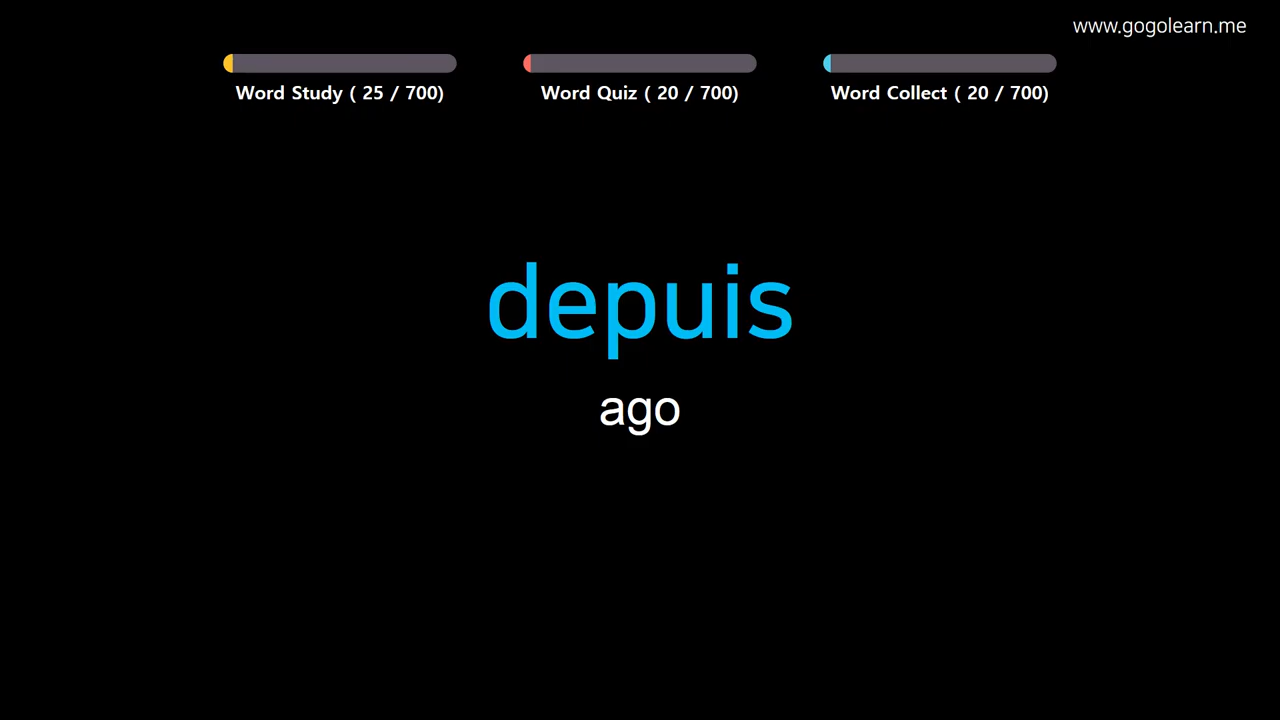 www.gogolearn.me
Word Study ( 25 / 700)
Word Quiz ( 20 / 700)
Word Collect ( 20 / 700)
depuis
ago